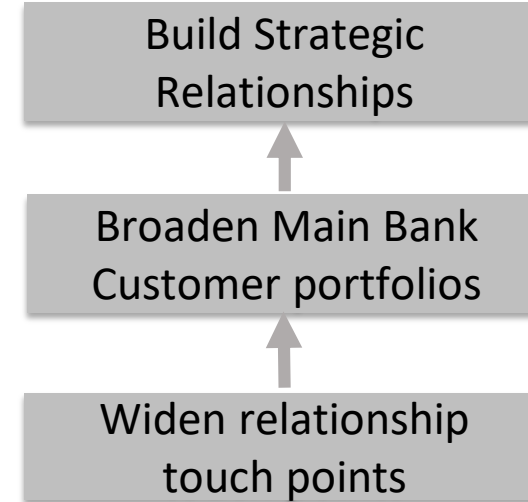 Build Strategic
Relationships
Broaden Main Bank
Customer portfolios
Widen relationship
touch points